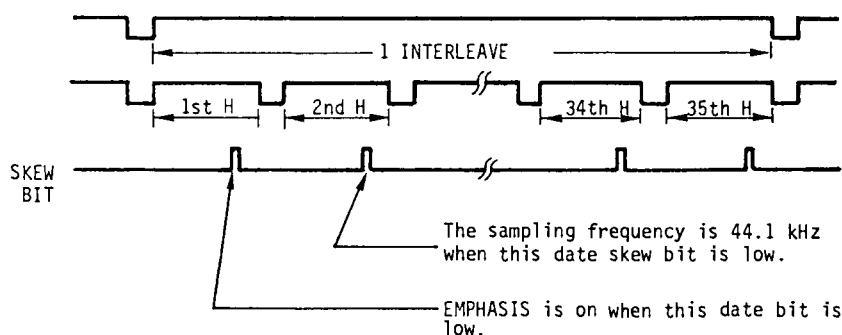 1 INTERLEAVE
1st H
2nd H
34th H
35th H
SKEW
BIT
The sampling frequency is 44.1 kHz
when this date skew bit is low.
EMPHASIS is on when this date bit is
low.